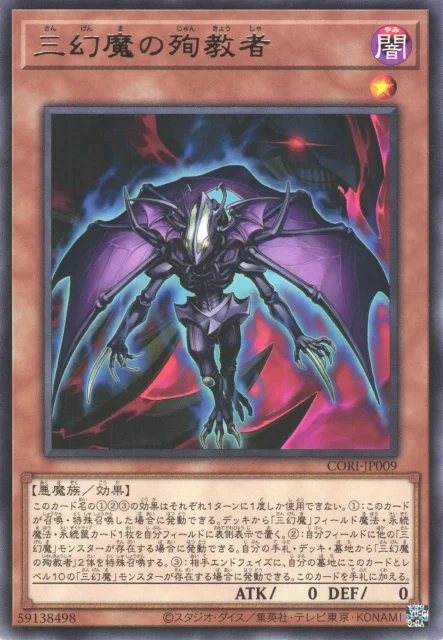 三幻魔の殉教者
闇
CORI-JP009
【悪魔族／効果】
このカード名の①②③の効果はそれぞれ1ターンに1度しか使用できない。①：このカード
が召喚・特殊召喚した場合に発動できる。デッキから「三幻魔」フィールド魔法・永続
魔法・永続罠カード1枚を自分フィールドに表側表示で置く。②：自分フィールドに他の「三
幻魔」モンスターが存在する場合に発動できる。自分の手札・デッキ・墓地から「三幻魔
の殉教者」2体を特殊召喚する。③：相手エンドフェイズに、自分の墓地にこのカードとレ
ベル10の「三幻魔」モンスターが存在する場合に発動できる。このカードを手札に加える。
ATK/ 0 DEF/ 0
59138498
©スタジオ・ダイス/集英社・テレビ東京・KONAMI